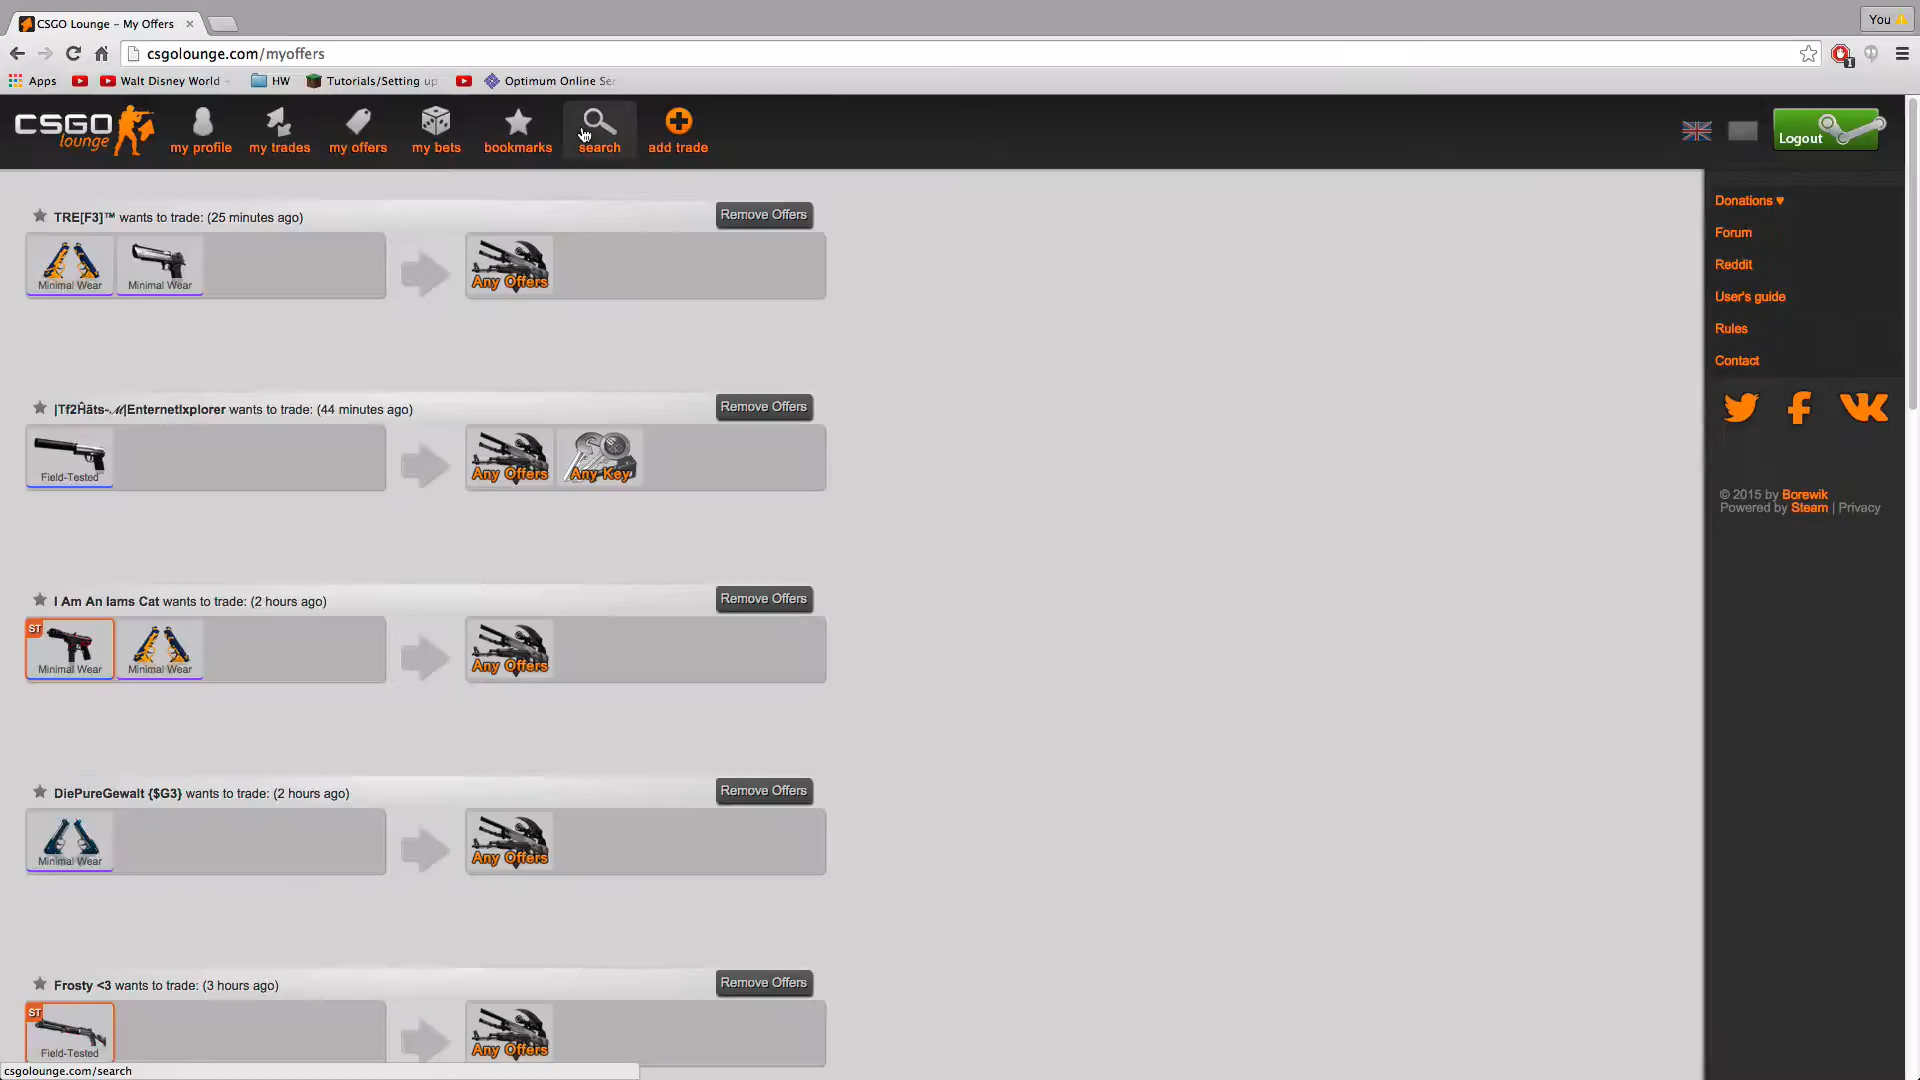 CSGO Lounge - My Offers
You
csgolounge.com/myoffers
1
Apps
Walt Disney World
HW
Tutorials/Setting up
Optimum Online Ser
CSGO
lounge
my profile
my trades
my offers
my bets
bookmarks
search
add trade
Logout
TRE[F3]™ wants to trade: (25 minutes ago)
Remove Offers
Minimal Wear
Minimal Wear
Any Offers
|Tf2Ĥãts-ℳ|EnternetIxplorer wants to trade: (44 minutes ago)
Remove Offers
Field-Tested
Any Offers
Any Key
I Am An Iams Cat wants to trade: (2 hours ago)
Remove Offers
ST
Minimal Wear
Minimal Wear
Any Offers
DiePureGewalt {$G3} wants to trade: (2 hours ago)
Remove Offers
Minimal Wear
Any Offers
Frosty <3 wants to trade: (3 hours ago)
Remove Offers
ST
Field-Tested
Any Offers
Donations ♥
Forum
Reddit
User's guide
Rules
Contact
© 2015 by Borewik
Powered by Steam | Privacy
csgolounge.com/search